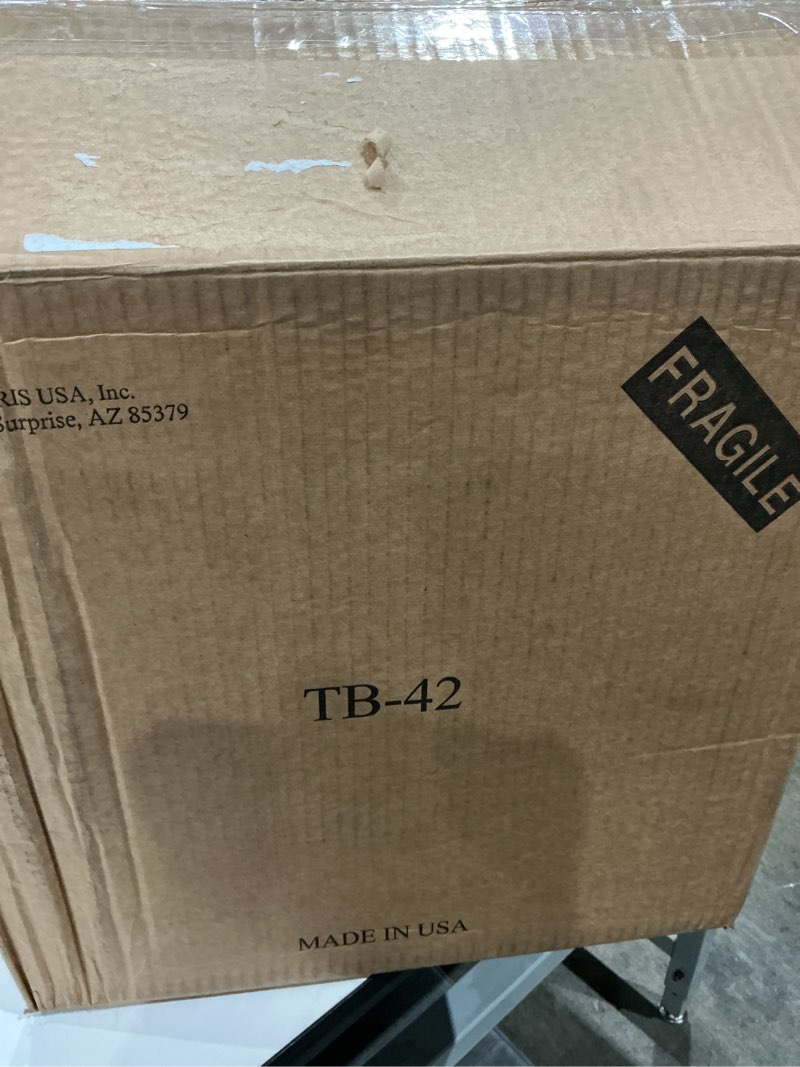 RIS USA, Inc.
Surprise, AZ 85379
FRAGILE
TB-42
MADE IN USA